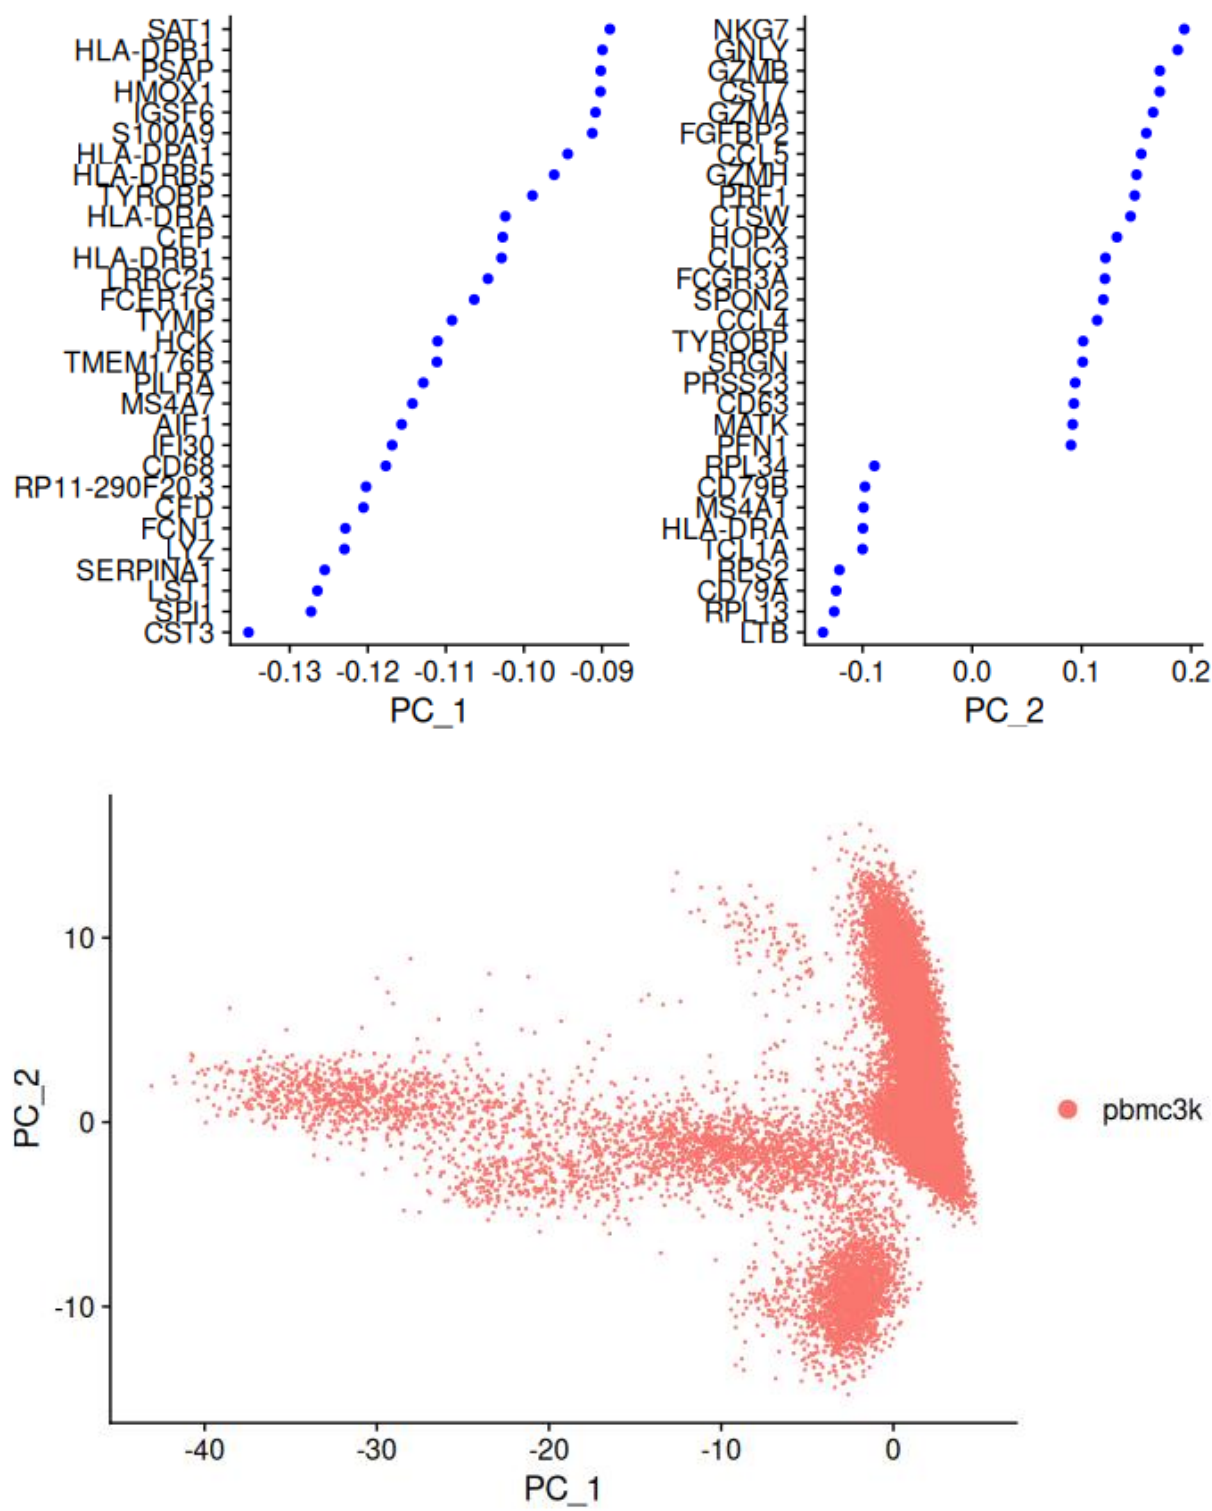 SAT1
HLA-DPB1
PSAP
HMOX1
IGSF6
S100A9
HLA-DPA1
HLA-DRB5
TYROBP
HLA-DRA
CFP
HLA-DRB1
LRRC25
FCER1G
TYMP
HCK
TMEM176B
PILRA
MS4A7
AIF1
IFI30
CD68
RP11-290F20.3
CFD
FCN1
LYZ
SERPINA1
LST1
SPI1
CST3
-0.13 -0.12 -0.11 -0.10 -0.09
PC_1
NKG7
GNLY
GZMB
CST7
GZMA
FGFBP2
CCL5
GZMH
PRF1
CTSW
HOPX
CLIC3
FCGR3A
SPON2
CCL4
TYROBP
SRGN
PRSS23
CD63
MATK
PFN1
RPL34
CD79B
MS4A1
HLA-DRA
TCL1A
RPS2
CD79A
RPL13
LTB
-0.1 0.0 0.1 0.2
PC_2
PC_2
10
0
-10
-40 -30 -20 -10 0
PC_1
pbmc3k